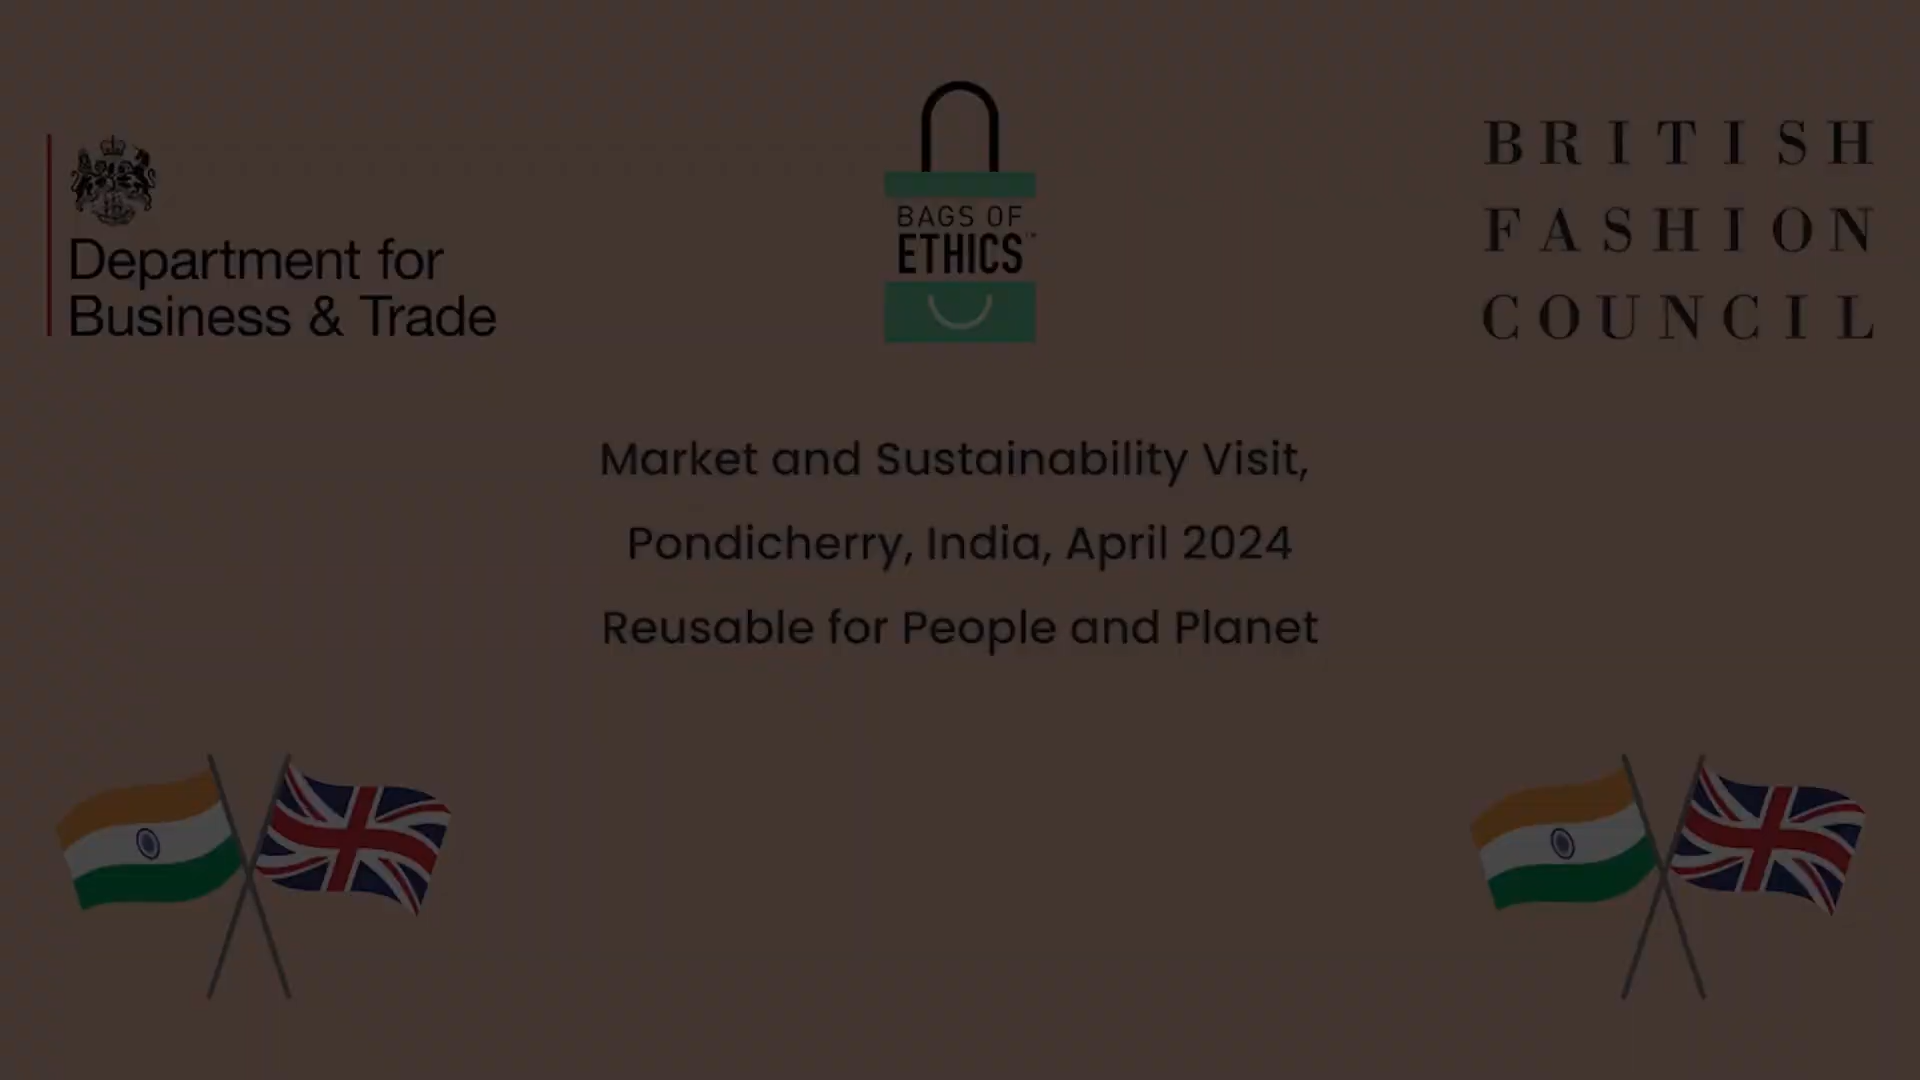 Department for
Business & Trade
BAGS OF
ETHICS™
BRITISH
FASHION
COUNCIL
Market and Sustainability Visit,
Pondicherry, India, April 2024
Reusable for People and Planet